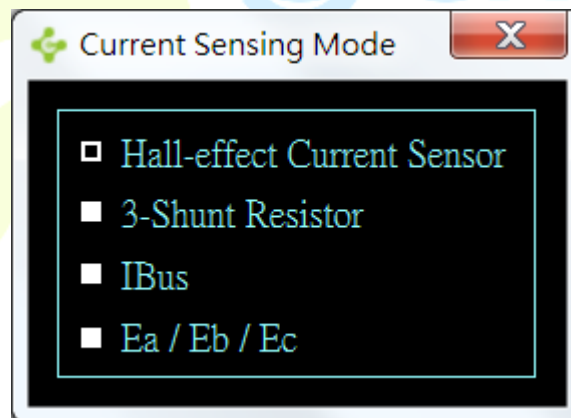 Current Sensing Mode
Hall-effect Current Sensor
3-Shunt Resistor
IBus
Ea / Eb / Ec